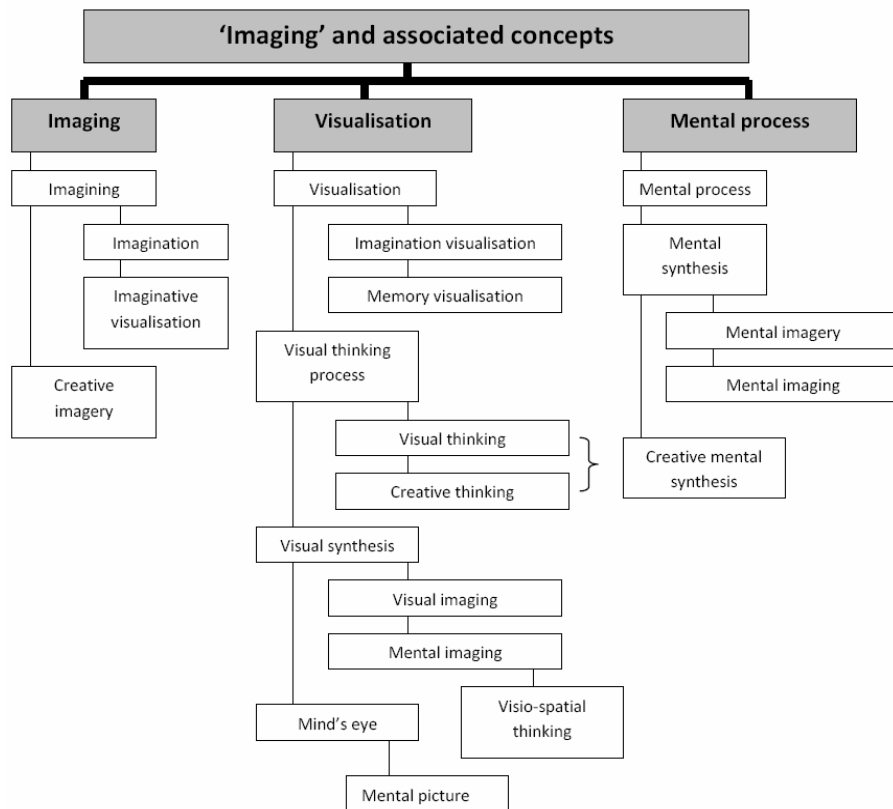 ‘Imaging’ and associated concepts
Imaging
Imagining
Imagination
Imaginative
visualisation
Creative
imagery
Visualisation
Visualisation
Imagination visualisation
Memory visualisation
Visual thinking
process
Visual thinking
Creative thinking
Visual synthesis
Visual imaging
Mental imaging
Visio-spatial
thinking
Mind’s eye
Mental picture
Mental process
Mental process
Mental
synthesis
Mental imagery
Mental imaging
Creative mental
synthesis